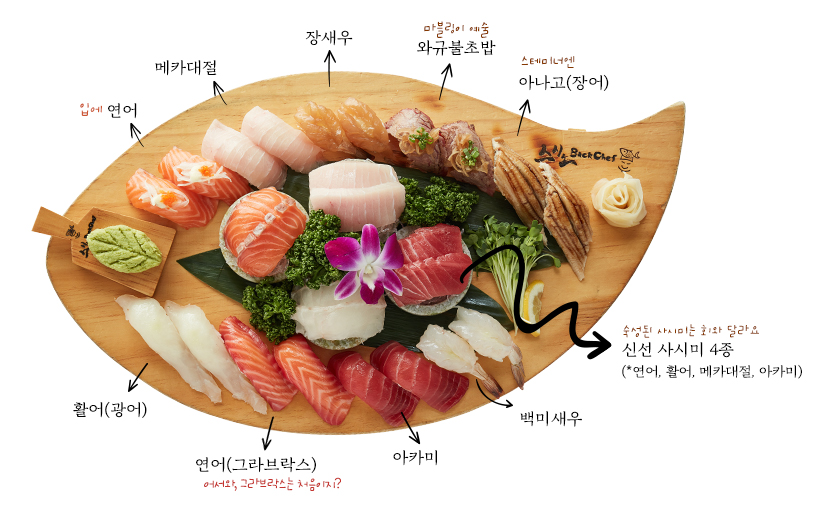 장새우
마블링이 예술
와규불초밥
메카대절
스테미너엔
아나고(장어)
입에 연어
BeckChef
숙성된 사시미는 회와 달라요
신선 사시미 4종
(*연어, 활어, 메카대절, 아카미)
활어(광어)
백미새우
연어(그라브락스)
어서와, 그라브락스는 처음이지?
아카미